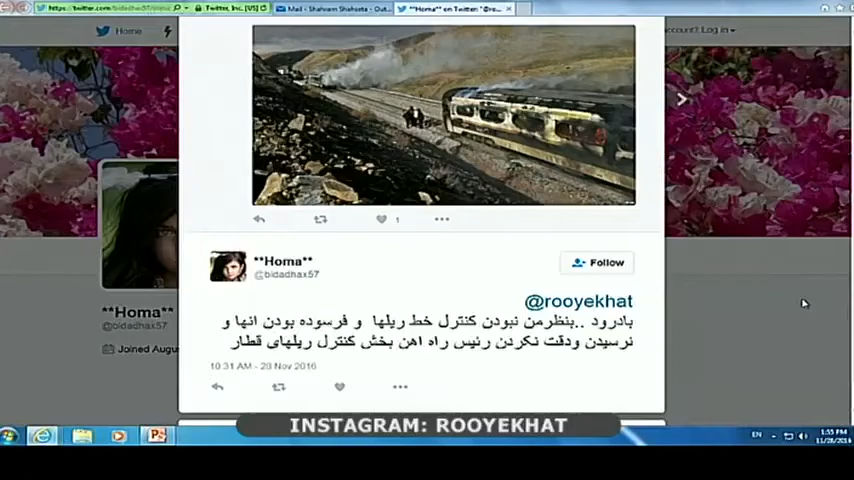 https://twitter.com/bidadhax57/status
Twitter, Inc. [US]
Mail - Shahram Shahseta - Out...
**Homa** on Twitter: "@ro...
Home
account? Log in
1
**Homa**
@bidadhax57
Follow
**Homa**
@bidadhax57
Joined Augu
@rooyekhat
بادرود ..بنظرمن نبودن کنترل خط ریلها و فرسوده بودن انها و
نرسیدن ودقت نکردن رئیس راه اهن بخش کنترل ریلهای قطار
10:31 AM - 28 Nov 2016
INSTAGRAM: ROOYEKHAT
EN
1:55 PM
11/28/2016